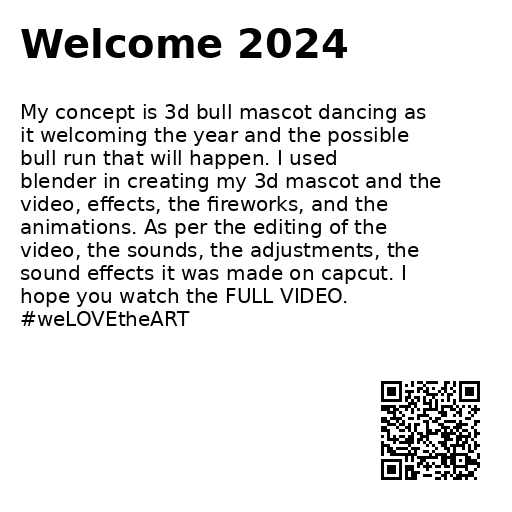 Welcome 2024
My concept is 3d bull mascot dancing as
it welcoming the year and the possible
bull run that will happen. I used
blender in creating my 3d mascot and the
video, effects, the fireworks, and the
animations. As per the editing of the
video, the sounds, the adjustments, the
sound effects it was made on capcut. I
hope you watch the FULL VIDEO.
#weLOVEtheART